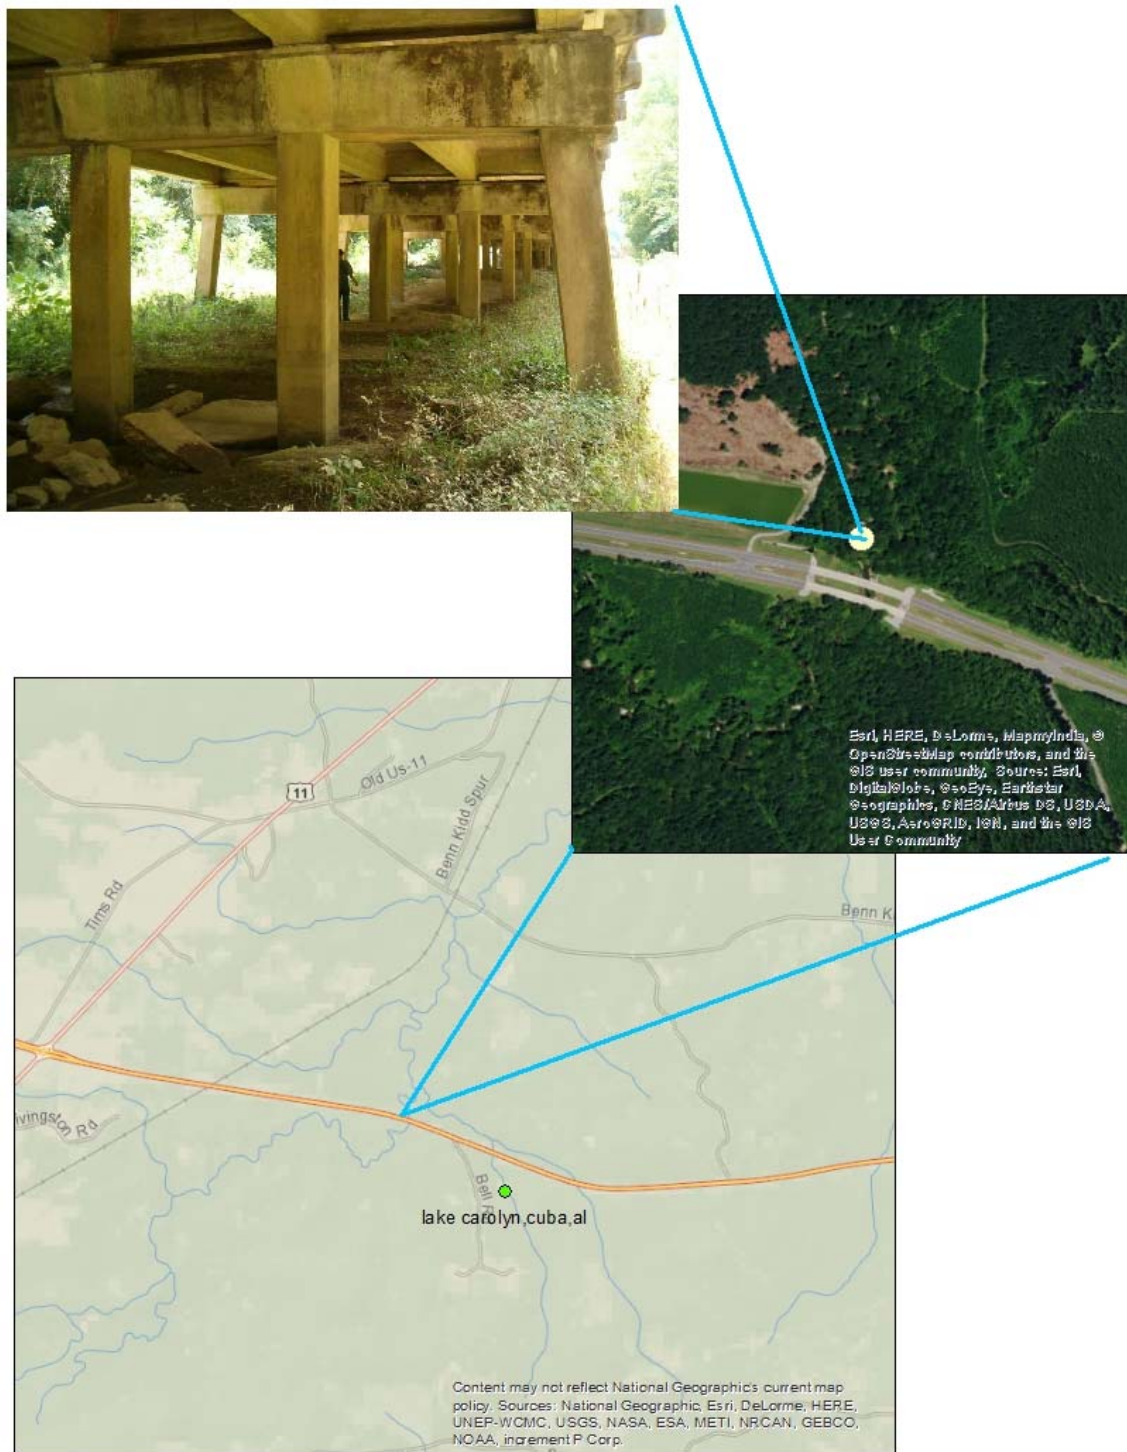 Esri, HERE, DeLorme, MapmyIndia, ©
OpenStreetMap contributors, and the
GIS user community, Source: Esri,
DigitalGlobe, GeoEye, Earthstar
Geographics, CNES/Airbus DS, USDA,
USGS, AeroGRID, IGN, and the GIS
User Community
11
Old Us-11
Benn Kidd Spur
Tims Rd
Benn K
ivingston Rd
Bell R
lake carolyn,cuba,al
Content may not reflect National Geographic's current map
policy. Sources: National Geographic, Esri, DeLorme, HERE,
UNEP-WCMC, USGS, NASA, ESA, METI, NRCAN, GEBCO,
NOAA, increment P Corp.